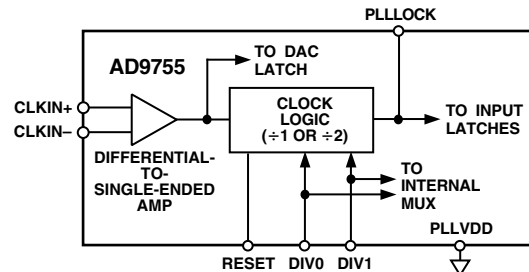 PLLLOCK
AD9755
TO DAC
LATCH
CLKIN+
CLKIN–
CLOCK
LOGIC
(÷1 OR ÷2)
TO INPUT
LATCHES
DIFFERENTIAL-
TO-
SINGLE-ENDED
AMP
TO
INTERNAL
MUX
PLLVDD
RESET
DIV0
DIV1